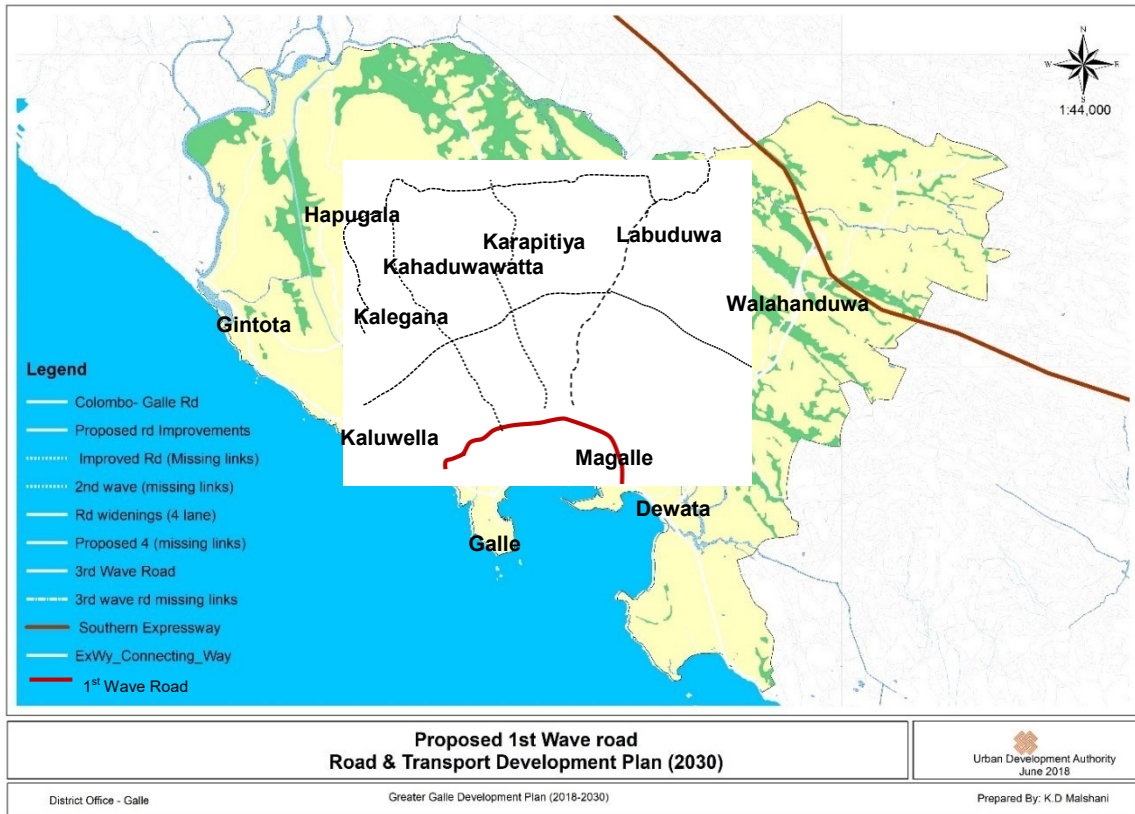 N
W E
S
1:44,000
Hapugala
Karapitiya
Labuduwa
Kahaduwawatta
Walahanduwa
Kalegana
Gintota
Kaluwella
Magalle
Dewata
Galle
Legend
Colombo- Galle Rd
Proposed rd Improvements
Improved Rd (Missing links)
2nd wave (missing links)
Rd widenings (4 lane)
Proposed 4 (missing links)
3rd Wave Road
3rd wave rd missing links
Southern Expressway
ExWy_Connecting_Way
1st Wave Road
Proposed 1st Wave road
Road & Transport Development Plan (2030)
Urban Development Authority
June 2018
District Office - Galle
Greater Galle Development Plan (2018-2030)
Prepared By: K.D Malshani